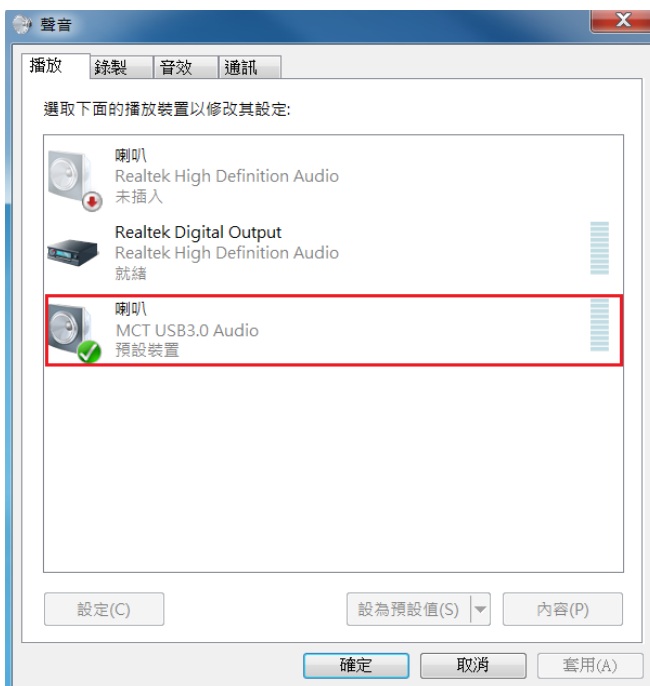 聲音
播放 錄製 音效 通訊
選取下面的播放裝置以修改其設定:
喇叭
Realtek High Definition Audio
未插入
Realtek Digital Output
Realtek High Definition Audio
就緒
喇叭
MCT USB3.0 Audio
預設裝置
設定(C) 設為預設值(S) 內容(P)
確定 取消 套用(A)